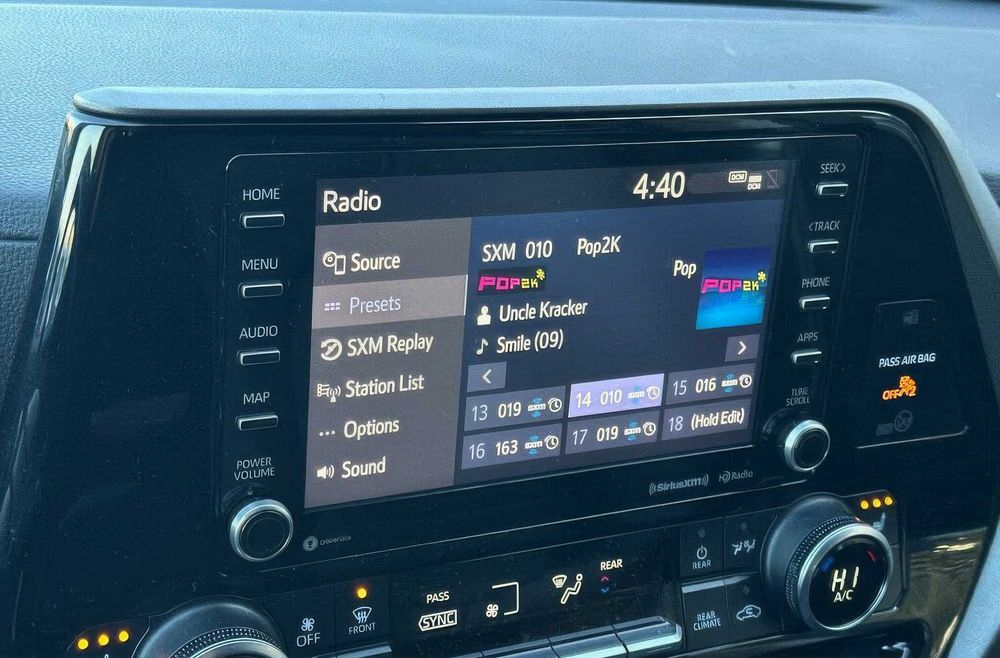 HOME
MENU
AUDIO
MAP
POWER
VOLUME
Radio
4:40
DCM
DCM
Source
Presets
SXM Replay
Station List
Options
Sound
SXM 010 Pop2K
POP2K
Pop
POP2K
Uncle Kracker
Smile (09)
13 019
14 010
15 016
16 163
17 019
18 (Hold Edit)
SEEK>
<TRACK
PHONE
APPS
TUNE
SCROLL
((SiriusXM))
HD Radio
PASS AIR BAG
OFF 2
OFF
FRONT
PASS
SYNC
REAR
REAR
REAR
CLIMATE
HI
A/C